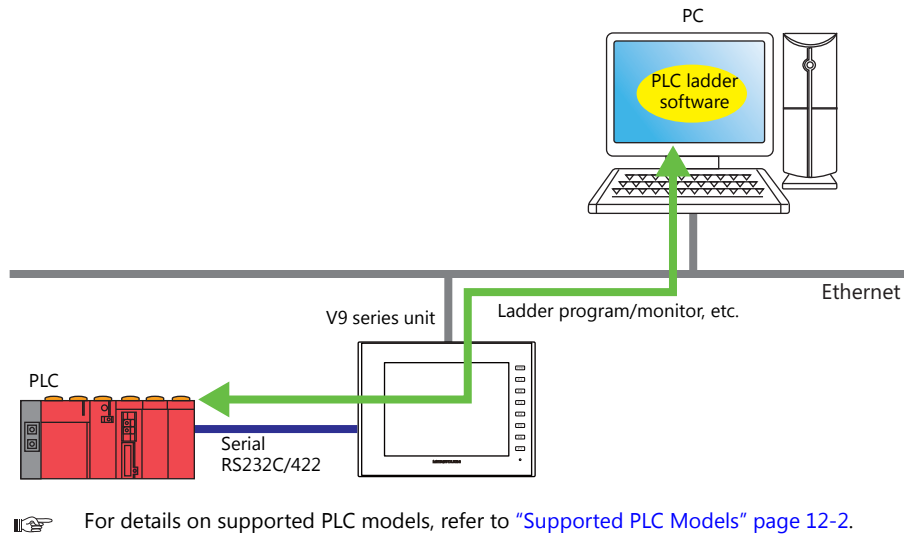 PC
PLC ladder
software
Ethernet
V9 series unit
Ladder program/monitor, etc.
PLC
Serial
RS232C/422
For details on supported PLC models, refer to “Supported PLC Models” page 12-2.